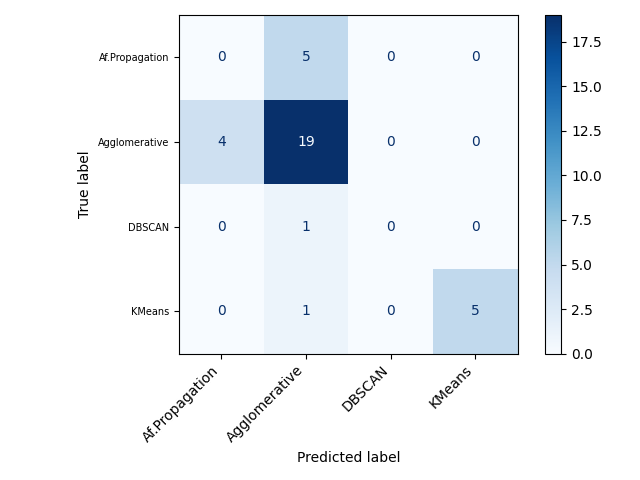 Af.Propagation 0 5 0 0
Agglomerative 4 19 0 0
DBSCAN 0 1 0 0
KMeans 0 1 0 5
True label
Af.Propagation Agglomerative DBSCAN KMeans
Predicted label
17.5
15.0
12.5
10.0
7.5
5.0
2.5
0.0